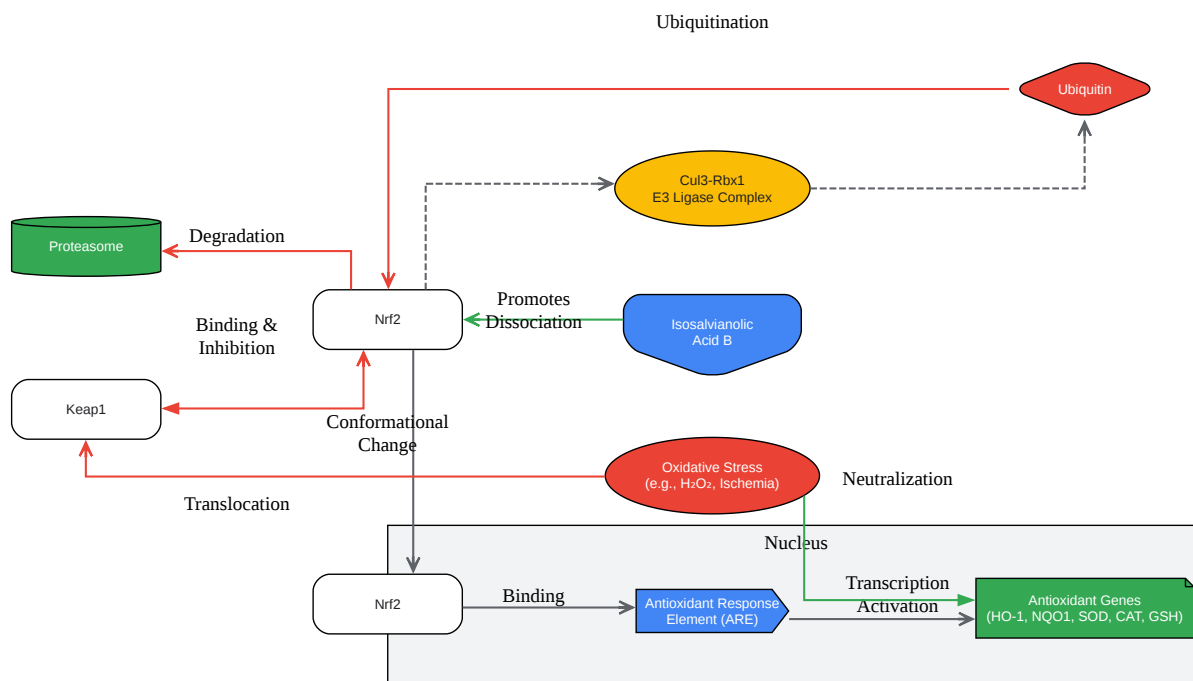 Ubiquitination
Ubiquitin
Cul3-Rbx1
E3 Ligase Complex
Proteasome
Degradation
Promotes
Dissociation
Nrf2
Isosalvianolic
Acid B
Binding &
Inhibition
Keap1
Conformational
Change
Oxidative Stress
(e.g., H₂O₂, Ischemia)
Neutralization
Translocation
Nucleus
Nrf2
Binding
Antioxidant Response
Element (ARE)
Transcription
Activation
Antioxidant Genes
(HO-1, NQO1, SOD, CAT, GSH)